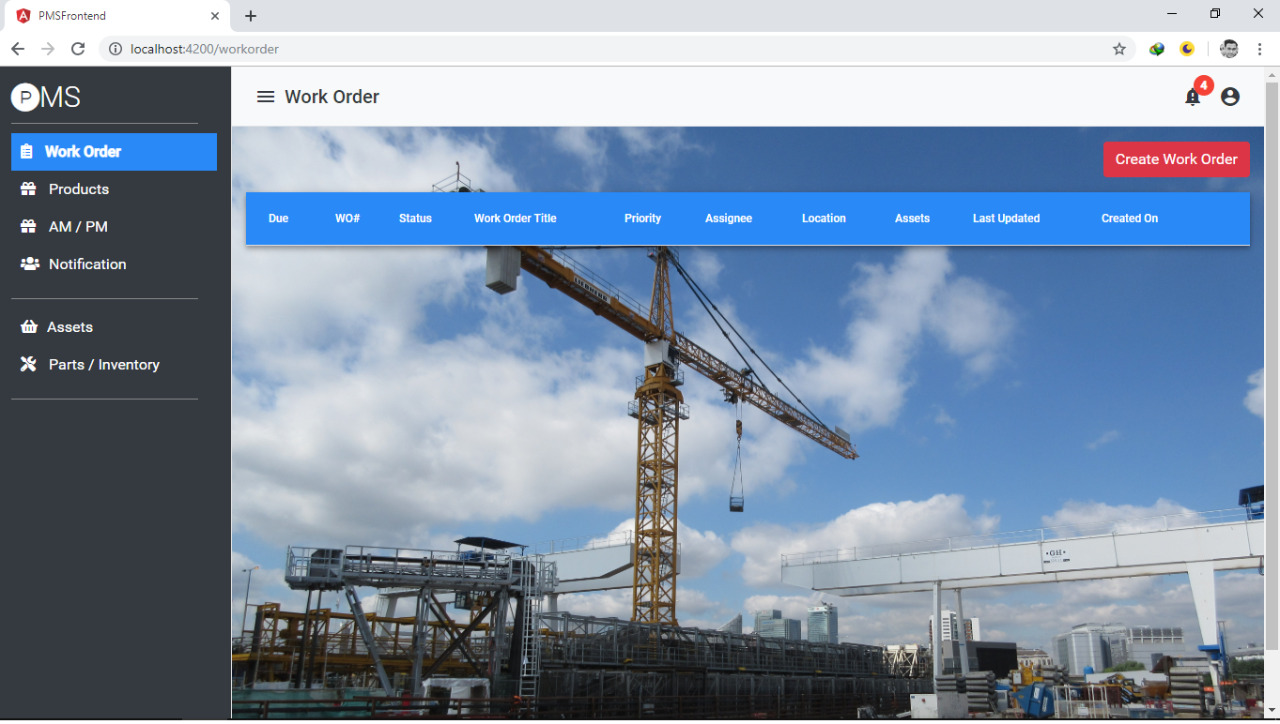 PMSFrontend
localhost:4200/workorder
PMS
Work Order
4
Work Order
Create Work Order
Products
Due WO# Status Work Order Title Priority Assignee Location Assets Last Updated Created On
AM / PM
Notification
Assets
Parts / Inventory